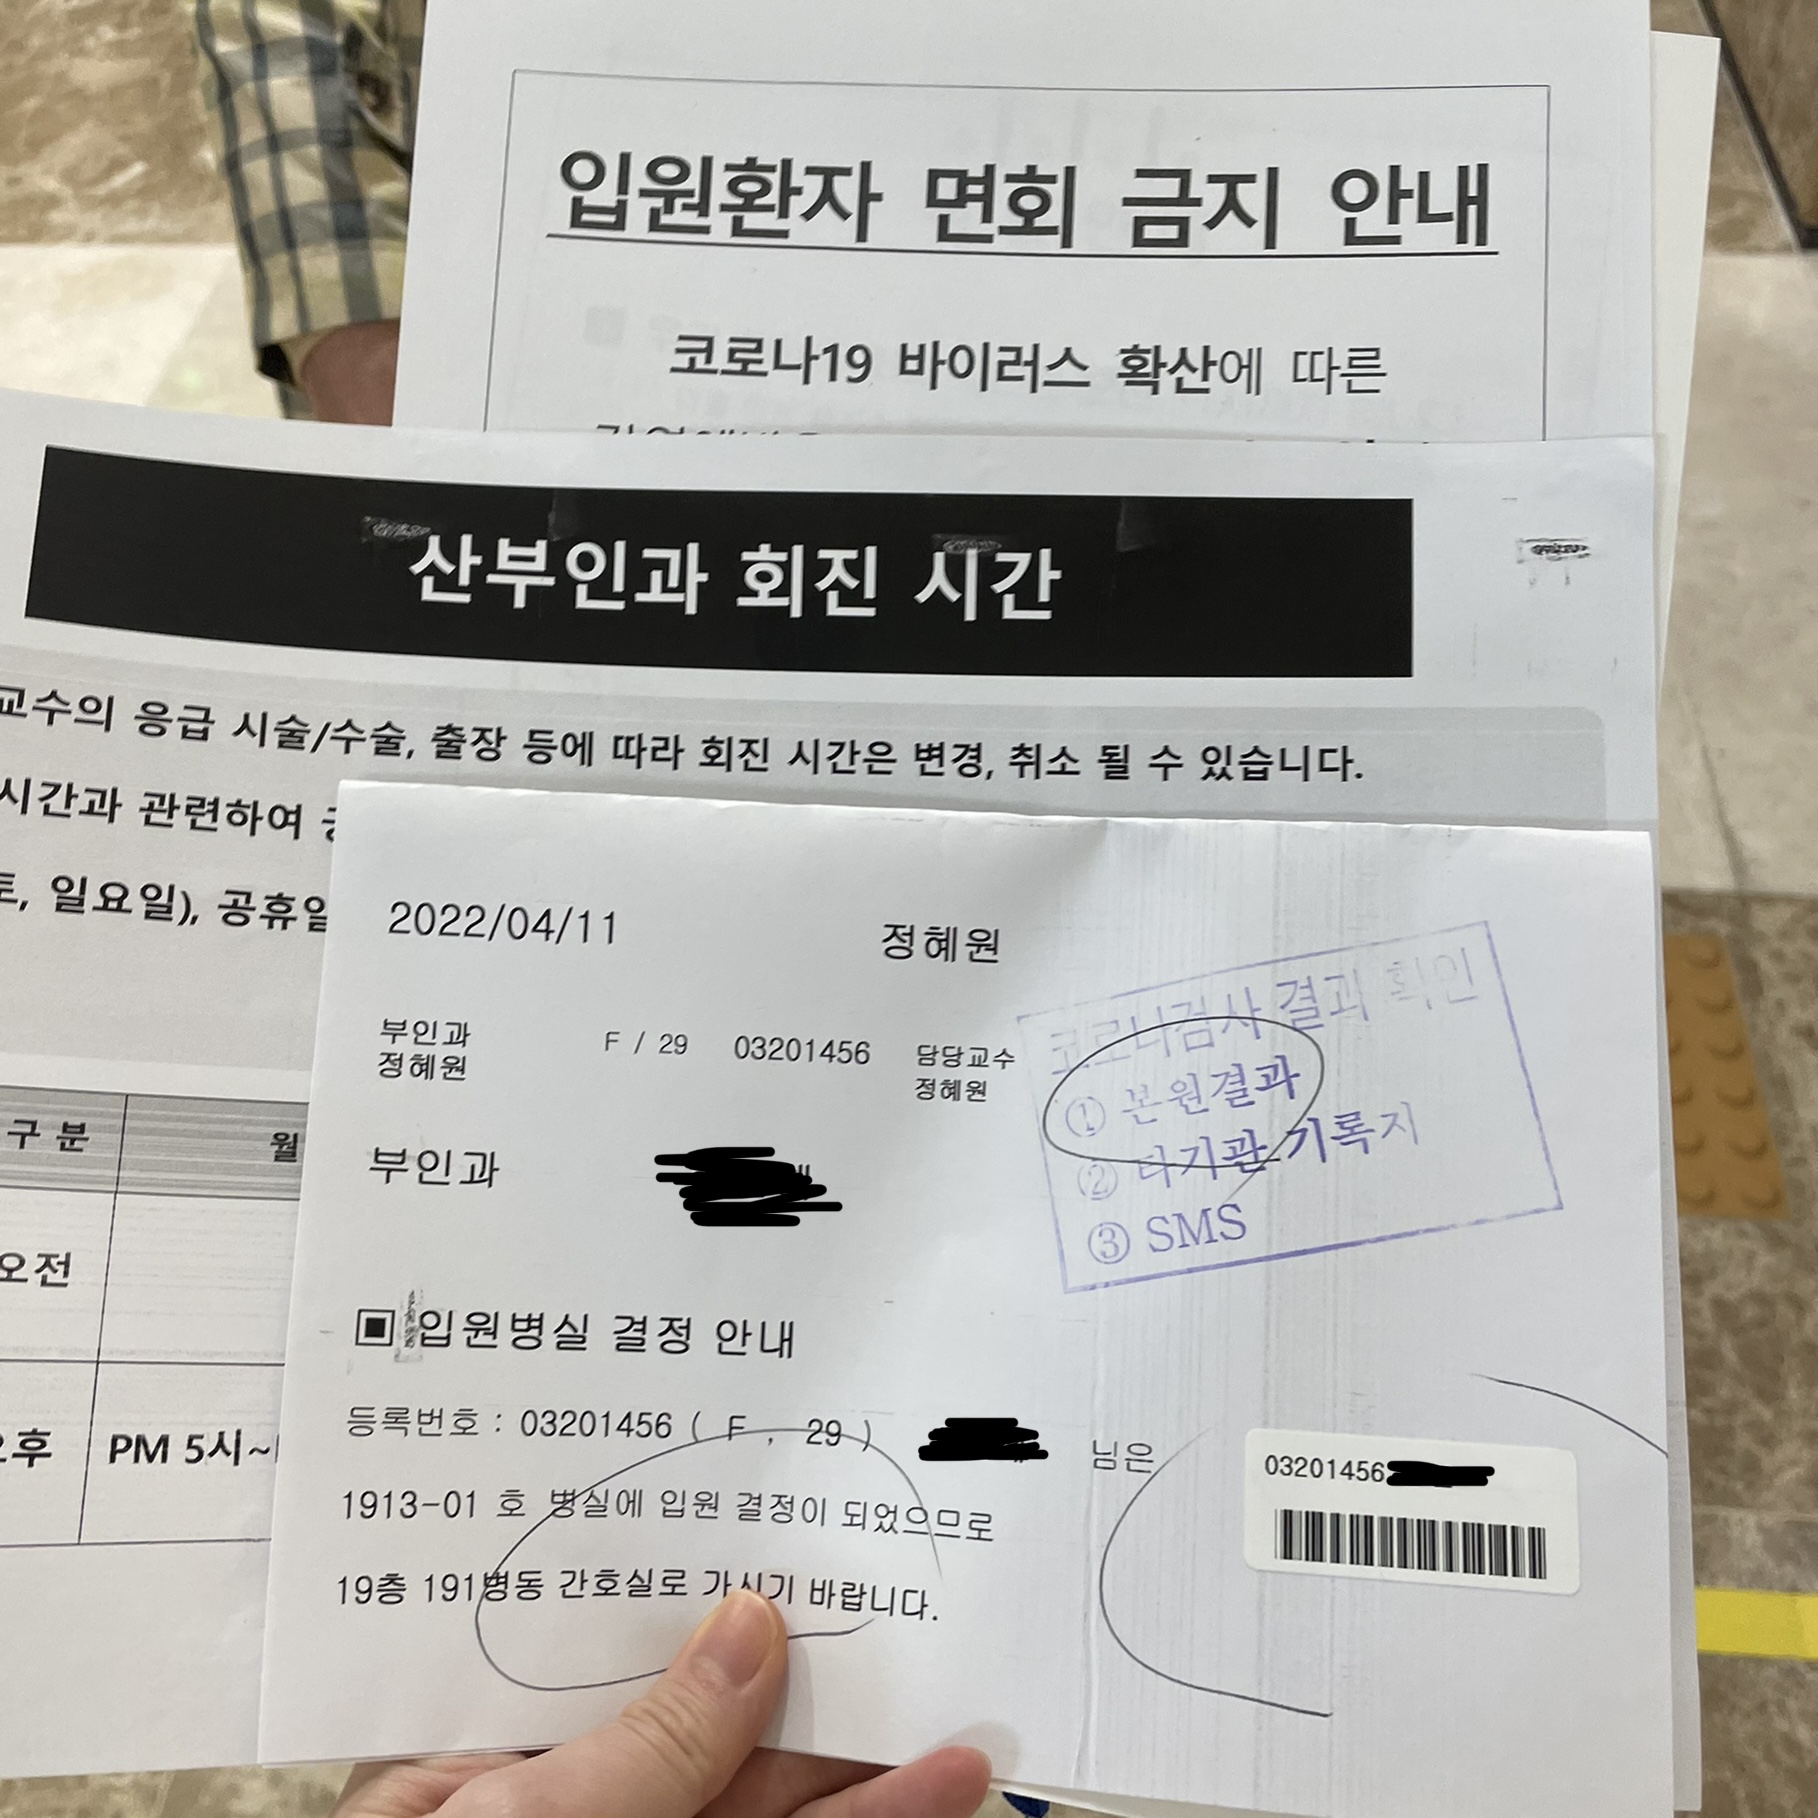 입원환자 면회 금지 안내
코로나19 바이러스 확산에 따른
산부인과 회진 시간
교수의 응급 시술/수술, 출장 등에 따라 회진 시간은 변경, 취소 될 수 있습니다.
시간과 관련하여
토, 일요일), 공휴일
구 분 월
오전
오후 PM 5시~
2022/04/11 정혜원
부인과 F / 29 03201456 담당교수
정혜원 정혜원
부인과
코로나검사 결과 확인
① 본원결과
② 타기관 기록지
③ SMS
▣ 입원병실 결정 안내
등록번호 : 03201456 ( F , 29 ) 님은
1913-01 호 병실에 입원 결정이 되었으므로
19층 191병동 간호실로 가시기 바랍니다.
03201456